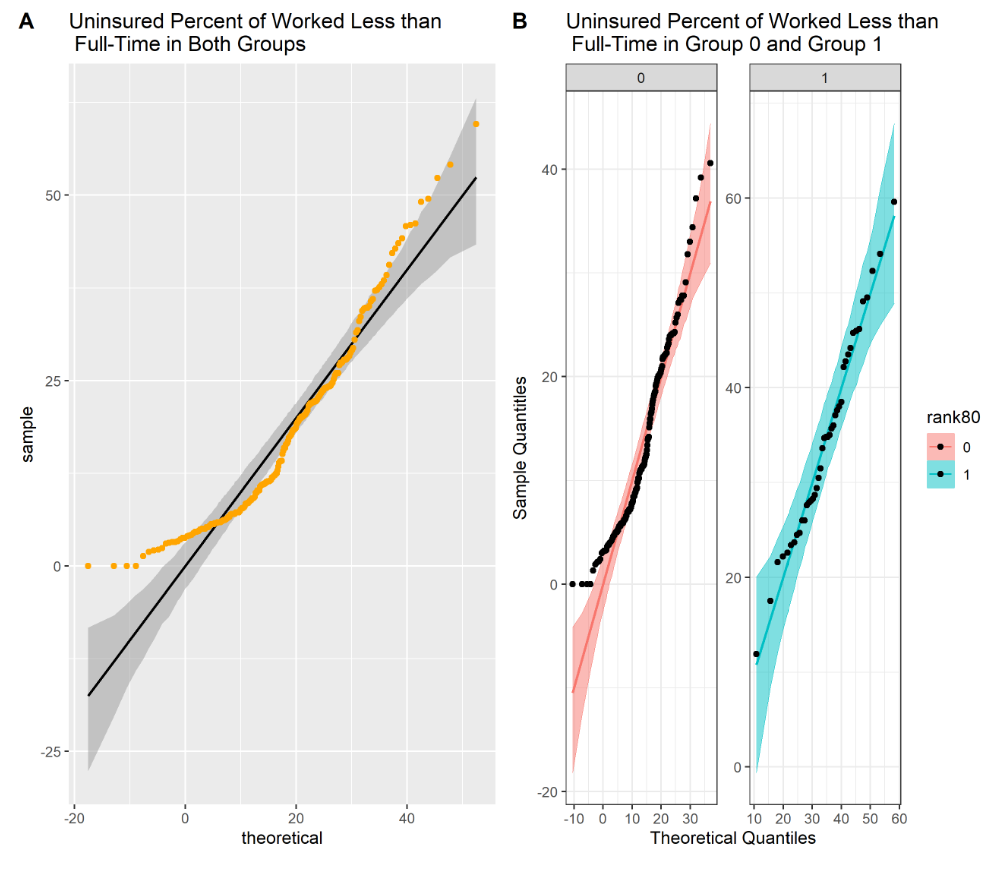 A
Uninsured Percent of Worked Less than
Full-Time in Both Groups
sample
50
25
0
-25
-20
0
20
40
theoretical
B
Uninsured Percent of Worked Less than
Full-Time in Group 0 and Group 1
0
1
Sample Quantitles
40
20
0
-20
60
40
20
0
-10 0 10 20 30
10 20 30 40 50 60
Theoretical Quantiles
rank80
0
1